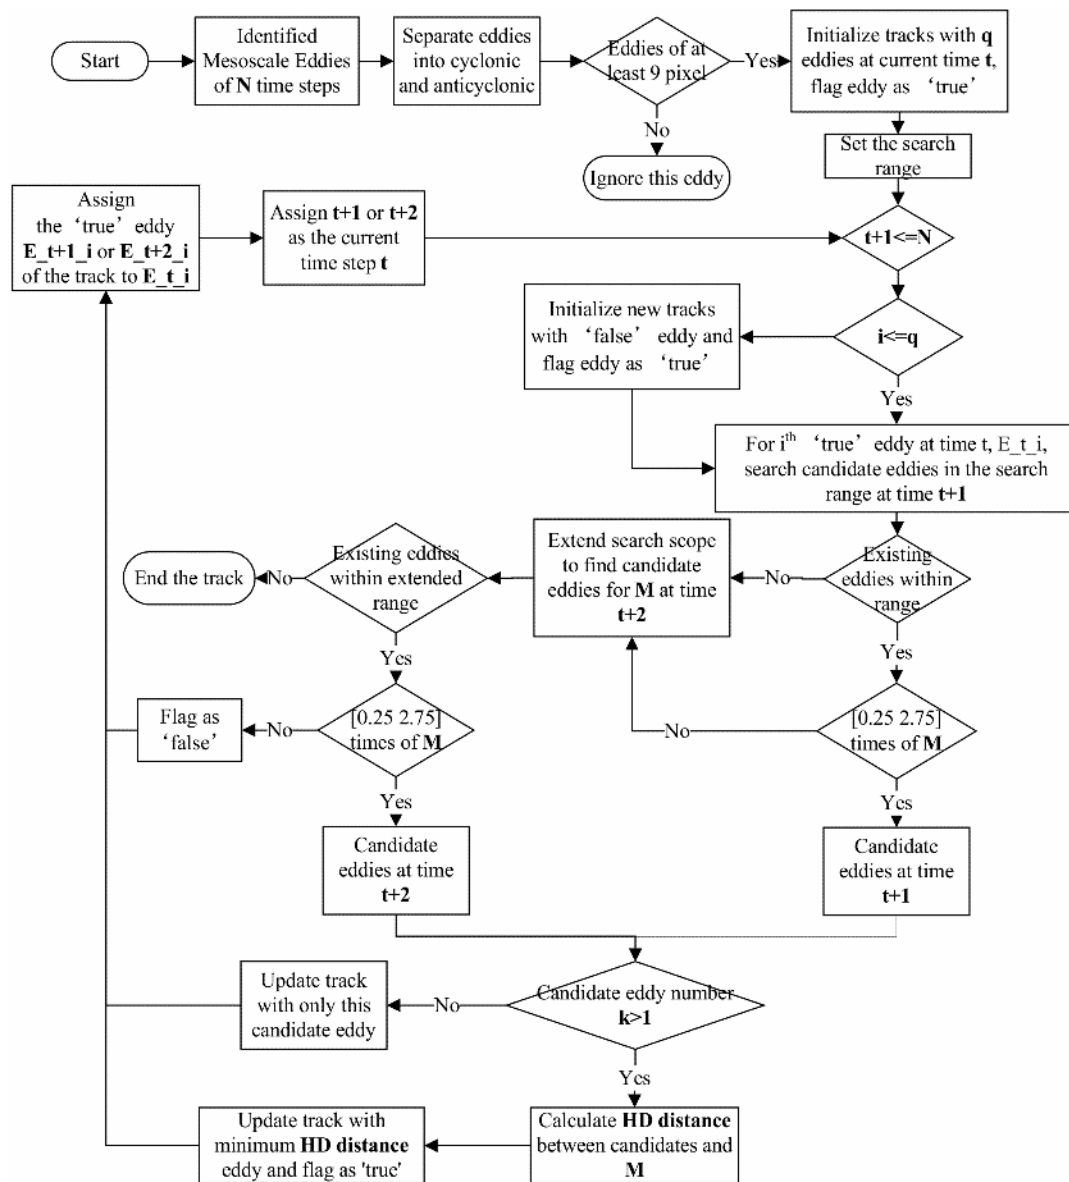 Start
Identified
Mesoscale Eddies
of N time steps
Separate eddies
into cyclonic
and anticyclonic
Eddies of at
least 9 pixel
Yes
Initialize tracks with q
eddies at current time t,
flag eddy as ‘true’
No
Ignore this eddy
Set the search
range
Assign
the ‘true’ eddy
E_t+1_i or E_t+2_i
of the track to E_t_i
Assign t+1 or t+2
as the current
time step t
t+1<=N
Initialize new tracks
with ‘false’ eddy and
flag eddy as ‘true’
i<=q
Yes
For ith ‘true’ eddy at time t, E_t_i,
search candidate eddies in the search
range at time t+1
End the track
No
Existing eddies
within extended
range
Extend search scope
to find candidate
eddies for M at time
t+2
No
Existing
eddies within
range
Yes
Yes
Flag as
‘false’
No
[0.25 2.75]
times of M
No
[0.25 2.75]
times of M
Yes
Yes
Candidate
eddies at time
t+2
Candidate
eddies at time
t+1
Update track
with only this
candidate eddy
No
Candidate eddy number
k>1
Yes
Update track with
minimum HD distance
eddy and flag as 'true'
Calculate HD distance
between candidates and
M